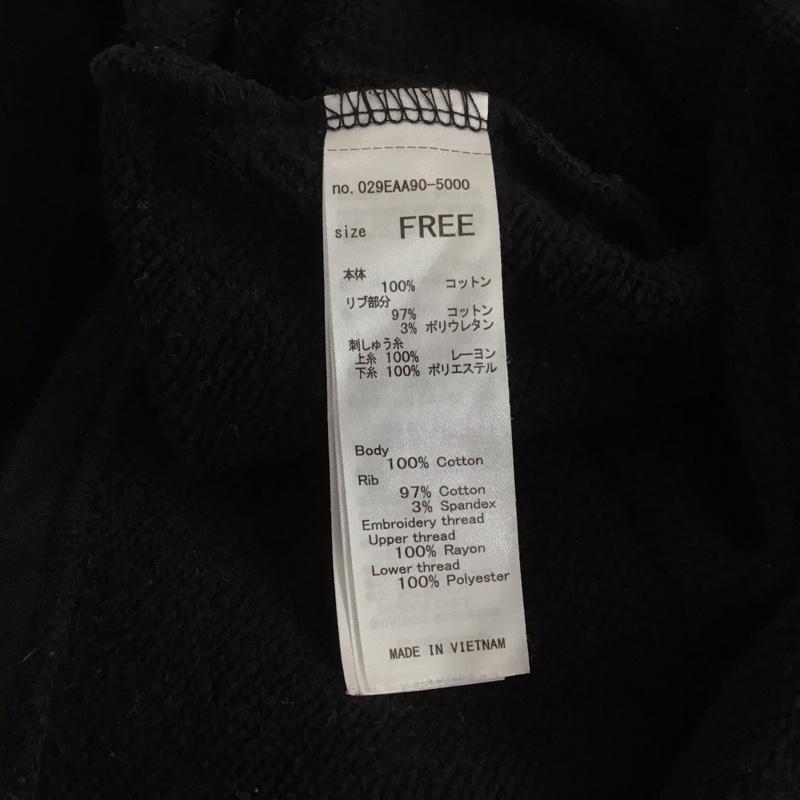 no. 029EAA90-5000
size FREE
本体
100% コットン
リブ部分
97% コットン
3% ポリウレタン
刺しゅう糸
上糸 100% レーヨン
下糸 100% ポリエステル
Body
100% Cotton
Rib
97% Cotton
3% Spandex
Embroidery thread
Upper thread
100% Rayon
Lower thread
100% Polyester
MADE IN VIETNAM